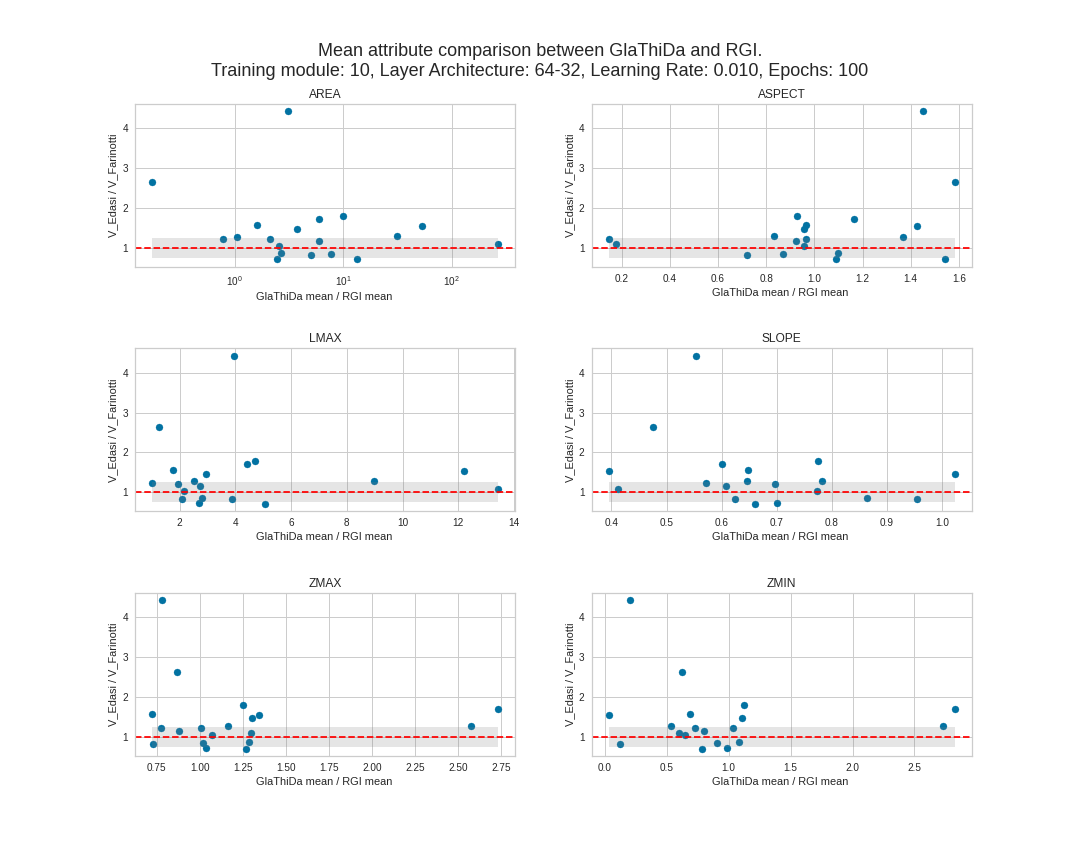 Mean attribute comparison between GlaThiDa and RGI.
Training module: 10, Layer Architecture: 64-32, Learning Rate: 0.010, Epochs: 100
AREA
V_Edasi / V_Farinotti
4
3
2
1
10⁰ 10¹ 10²
GlaThiDa mean / RGI mean
ASPECT
V_Edasi / V_Farinotti
4
3
2
1
0.2 0.4 0.6 0.8 1.0 1.2 1.4 1.6
GlaThiDa mean / RGI mean
LMAX
V_Edasi / V_Farinotti
4
3
2
1
2 4 6 8 10 12 14
GlaThiDa mean / RGI mean
SLOPE
V_Edasi / V_Farinotti
4
3
2
1
0.4 0.5 0.6 0.7 0.8 0.9 1.0
GlaThiDa mean / RGI mean
ZMAX
V_Edasi / V_Farinotti
4
3
2
1
0.75 1.00 1.25 1.50 1.75 2.00 2.25 2.50 2.75
GlaThiDa mean / RGI mean
ZMIN
V_Edasi / V_Farinotti
4
3
2
1
0.0 0.5 1.0 1.5 2.0 2.5
GlaThiDa mean / RGI mean